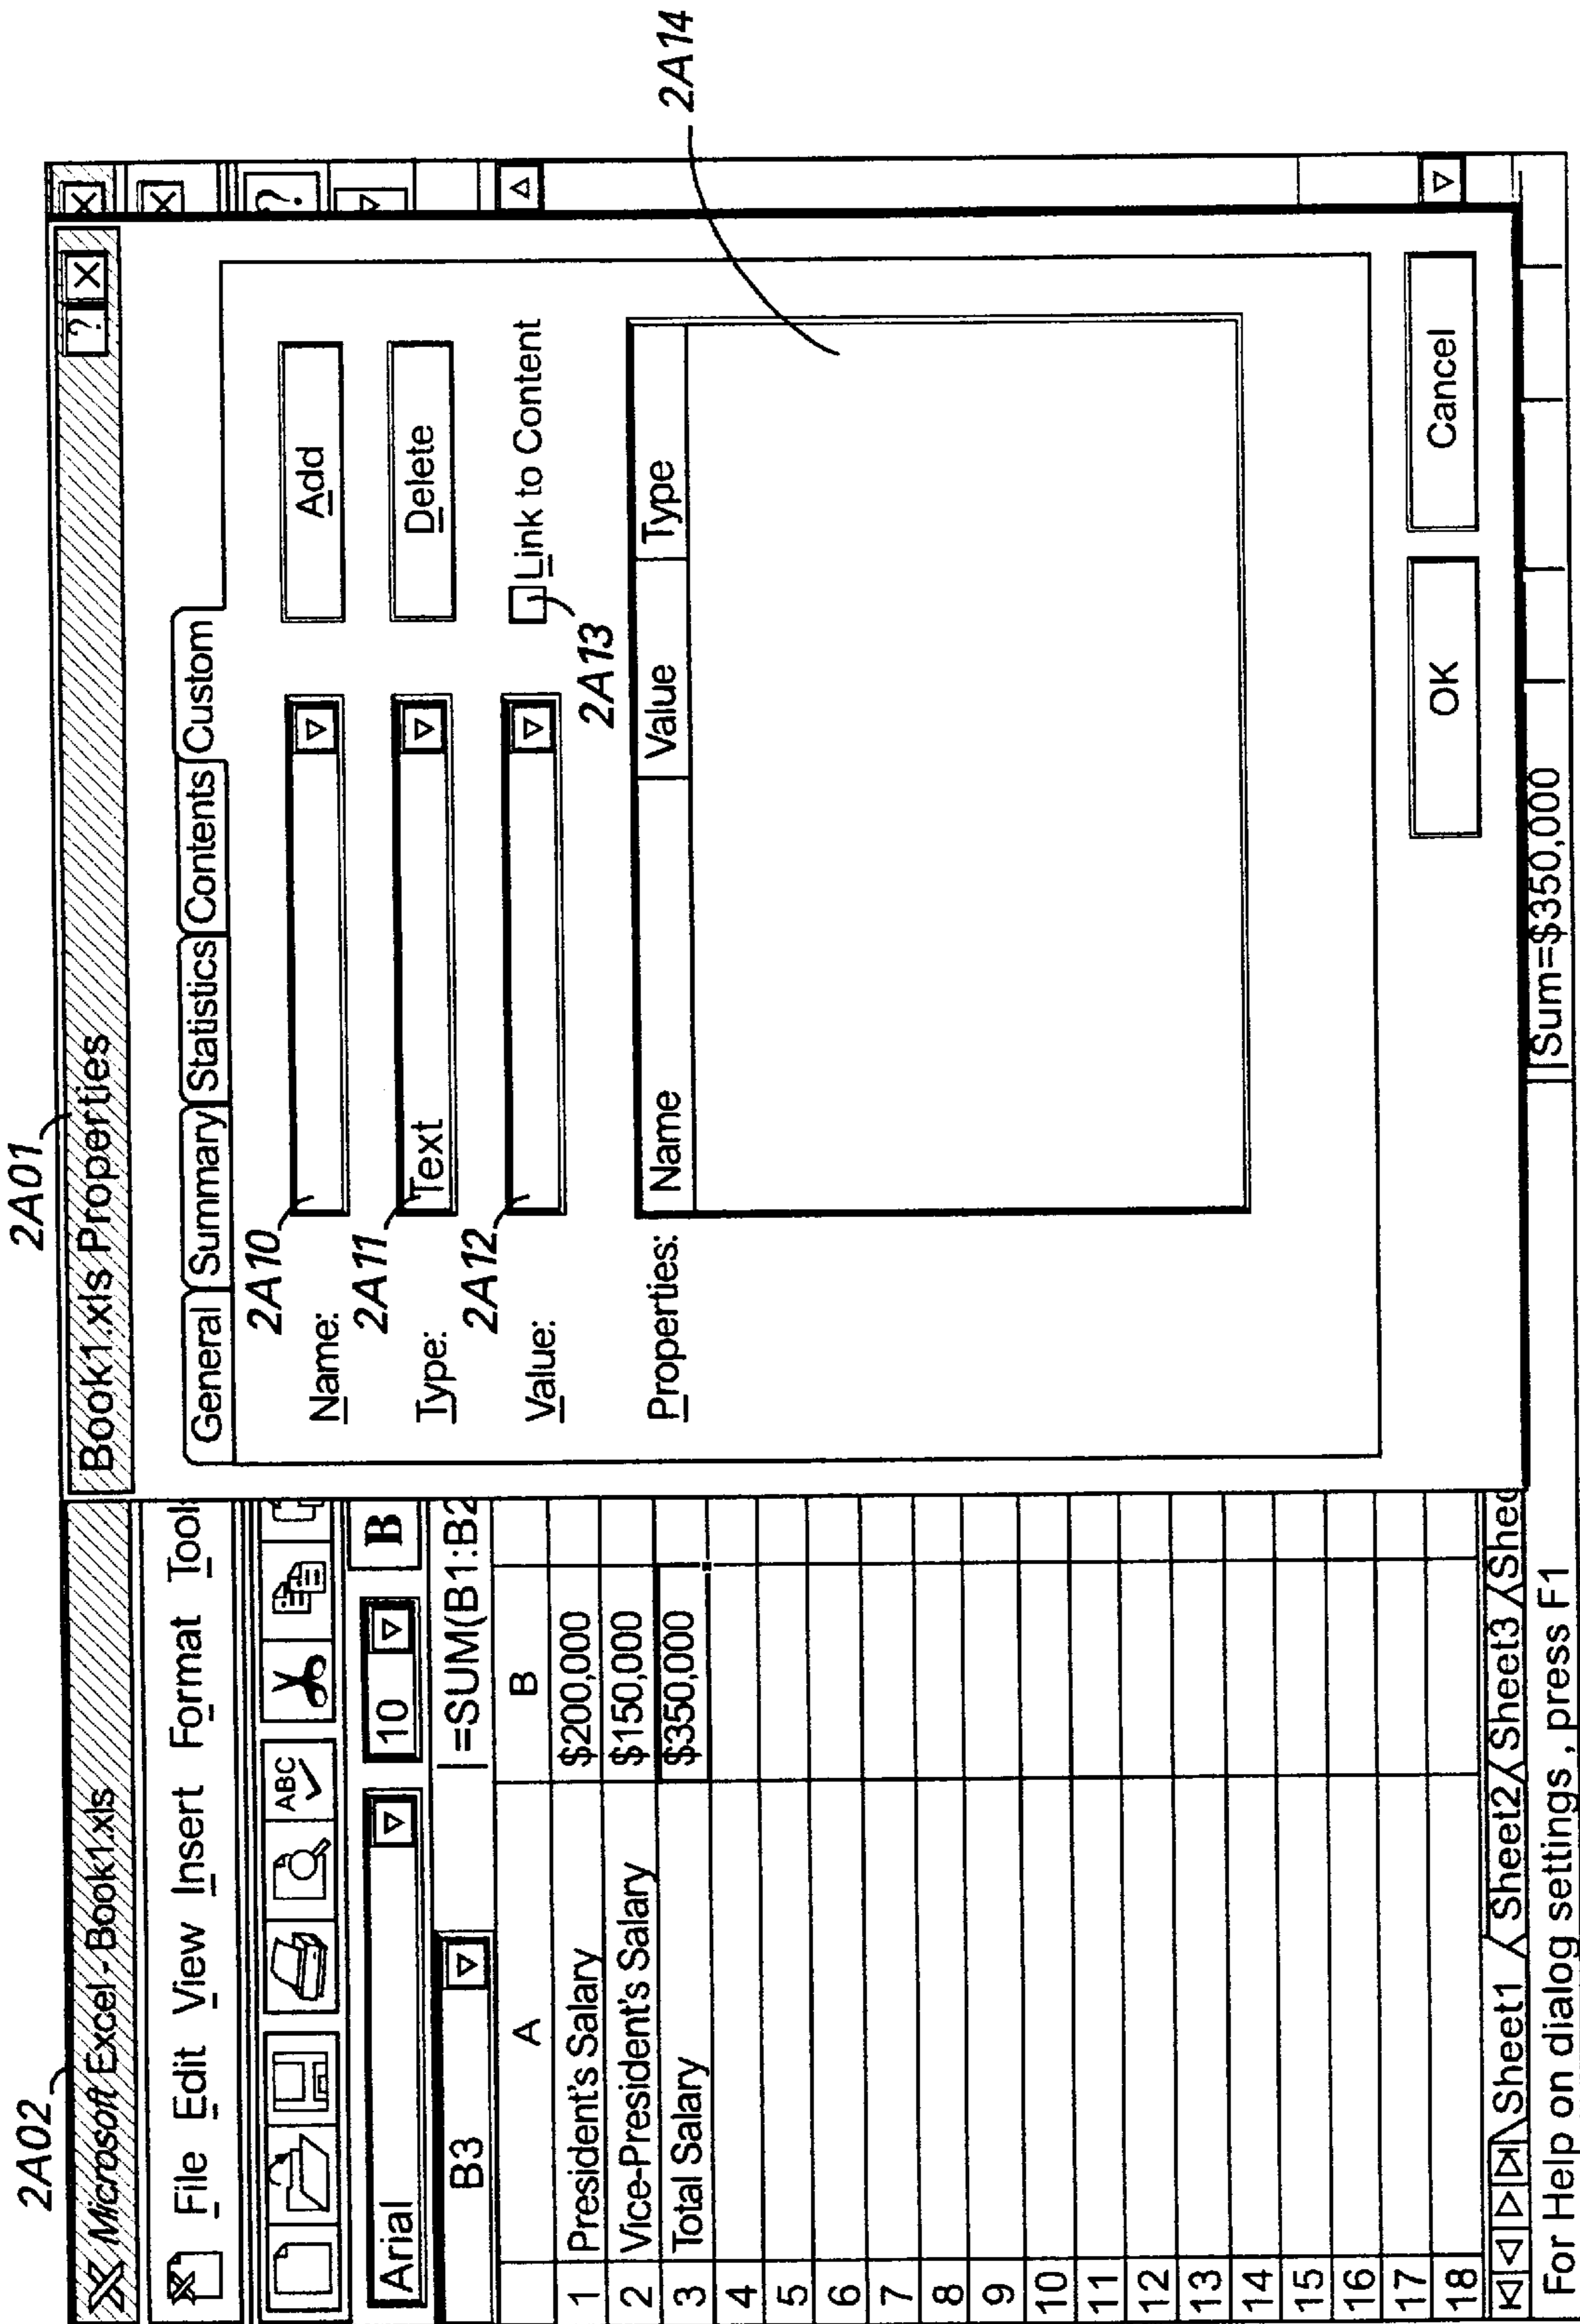 2A02
2A01
Microsoft Excel - Book1.xls
Book1.xls Properties
? X
X
File Edit View Insert Format Tool
X
ABC
?
Arial 10 B
B3 =SUM(B1:B2
A B
1 President's Salary $200,000
2 Vice-President's Salary $150,000
3 Total Salary $350,000
4
5
6
7
8
9
10
11
12
13
14
15
16
17
18
Sheet1 Sheet2 Sheet3 Shee
For Help on dialog settings, press F1
Sum=$350,000
General Summary Statistics Contents Custom
2A10
Name:
Add
2A11
Type: Text
Delete
2A12
Value:
Link to Content
2A13
Properties:
Name Value Type
2A14
OK Cancel